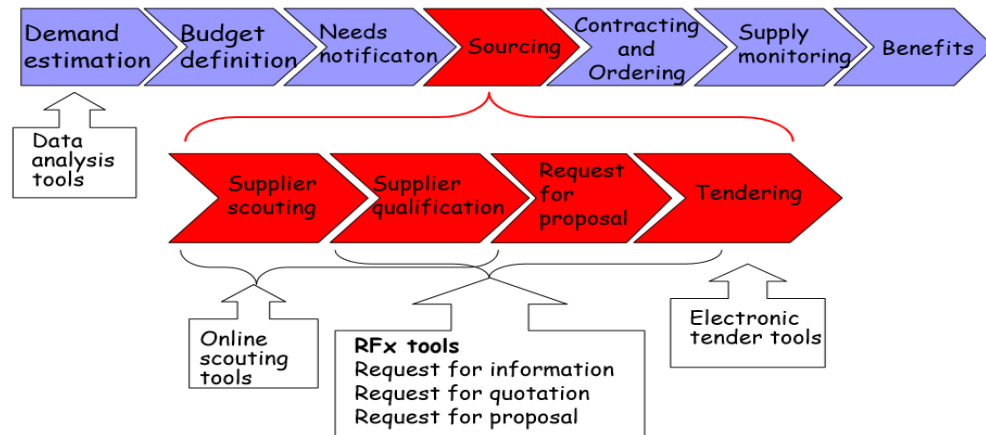 Demand
estimation
Budget
definition
Needs
notificaton
Sourcing
Contracting
and
Ordering
Supply
monitoring
Benefits
Data
analysis
tools
Supplier
scouting
Supplier
qualification
Request
for
proposal
Tendering
Online
scouting
tools
RFx tools
Request for information
Request for quotation
Request for proposal
Electronic
tender tools